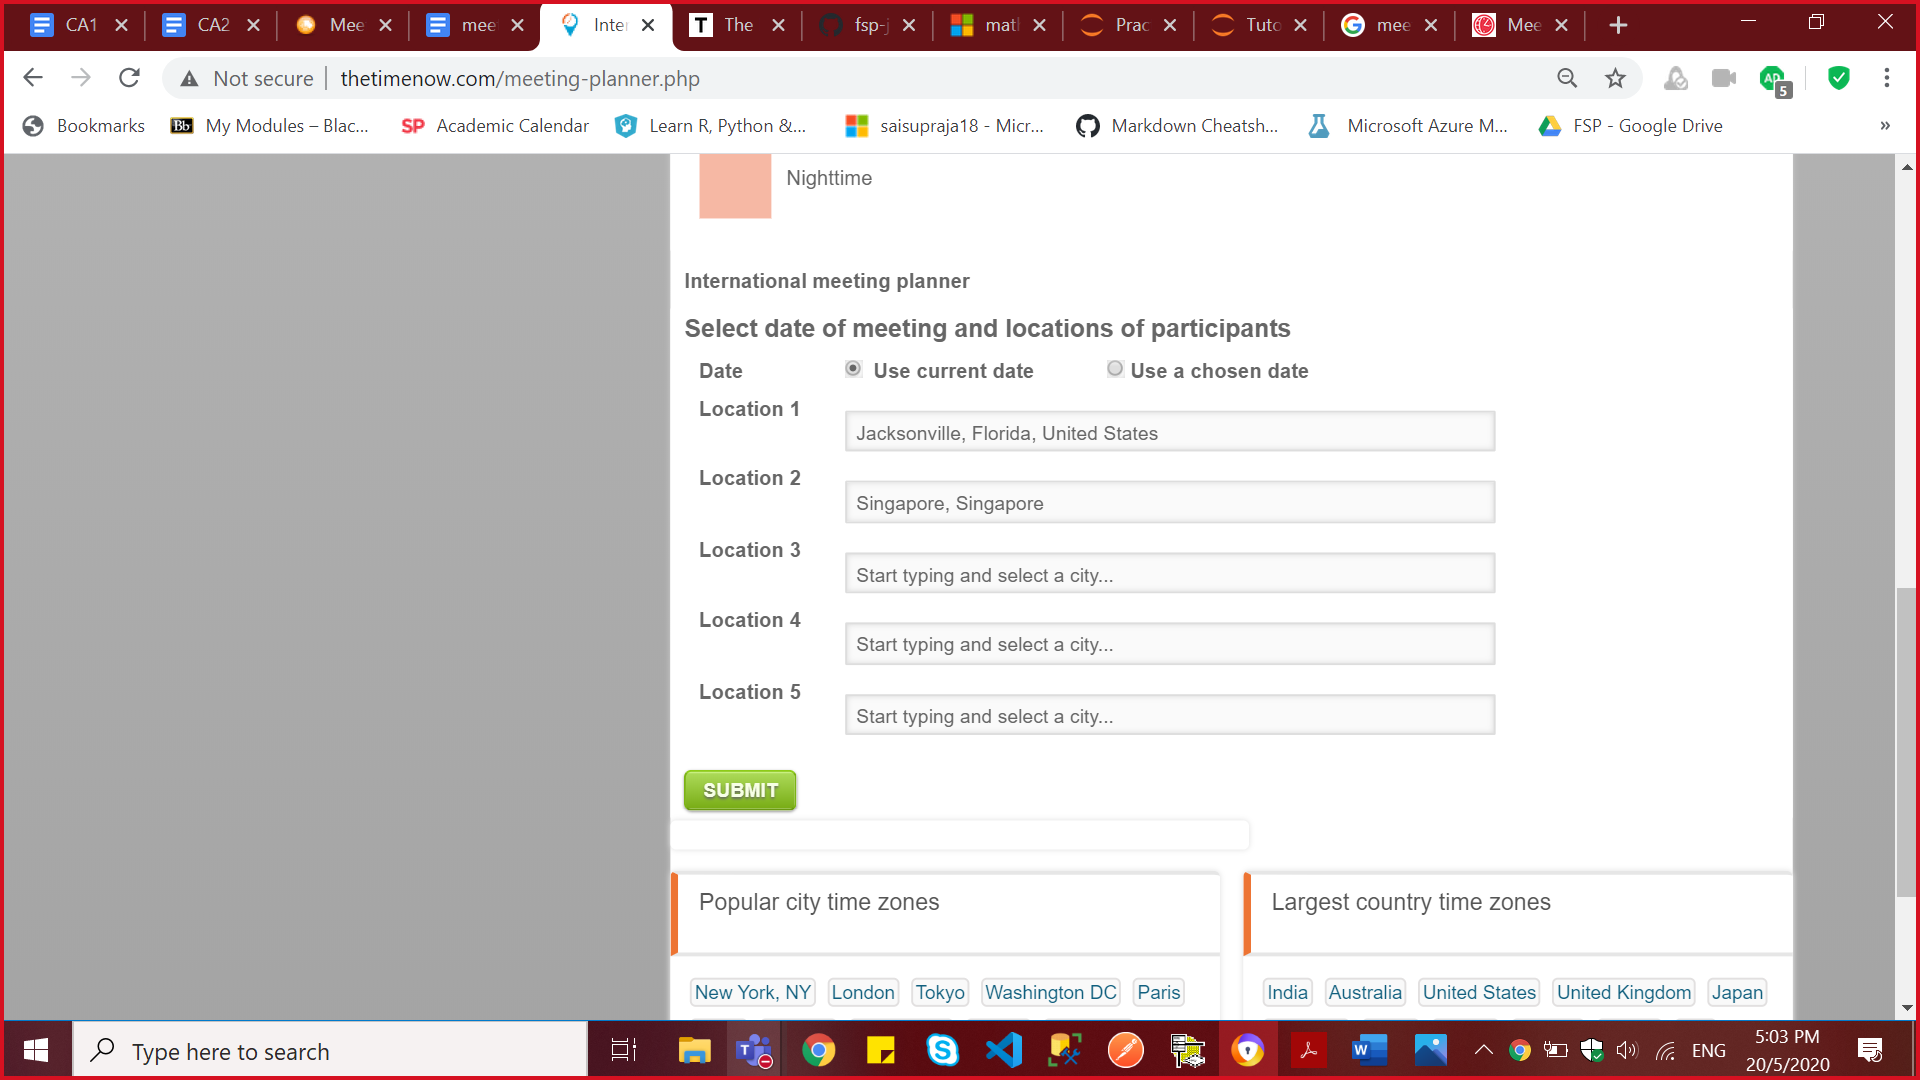 CA1
CA2
Mee
mee
Inter
The
fsp-j
math
Prac
Tuto
mee
Mee
Not secure
thetimenow.com/meeting-planner.php
5
Bookmarks
My Modules – Blac...
Academic Calendar
Learn R, Python &...
saisupraja18 - Micr...
Markdown Cheatsh...
Microsoft Azure M...
FSP - Google Drive
»
Nighttime
International meeting planner
Select date of meeting and locations of participants
Date Use current date Use a chosen date
Location 1
Jacksonville, Florida, United States
Location 2
Singapore, Singapore
Location 3
Start typing and select a city...
Location 4
Start typing and select a city...
Location 5
Start typing and select a city...
SUBMIT
Popular city time zones
Largest country time zones
New York, NY London Tokyo Washington DC Paris
India Australia United States United Kingdom Japan
Type here to search
ENG
5:03 PM
20/5/2020